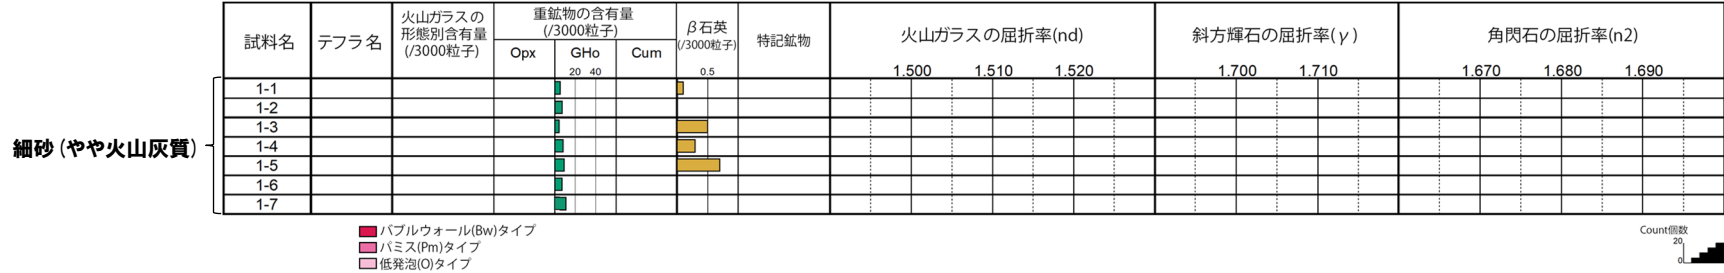 試料名
テフラ名
火山ガラスの
形態別含有量
(/3000粒子)
重鉱物の含有量
(/3000粒子)
Opx
GHo
Cum
20 40
β石英
(/3000粒子)
0.5
特記鉱物
火山ガラスの屈折率(nd)
1.500 1.510 1.520
斜方輝石の屈折率(γ)
1.700 1.710
角閃石の屈折率(n2)
1.670 1.680 1.690
細砂(やや火山灰質)
1-1
1-2
1-3
1-4
1-5
1-6
1-7
バブルウォール(Bw)タイプ
パミス(Pm)タイプ
低発泡(O)タイプ
Count個数
20
0